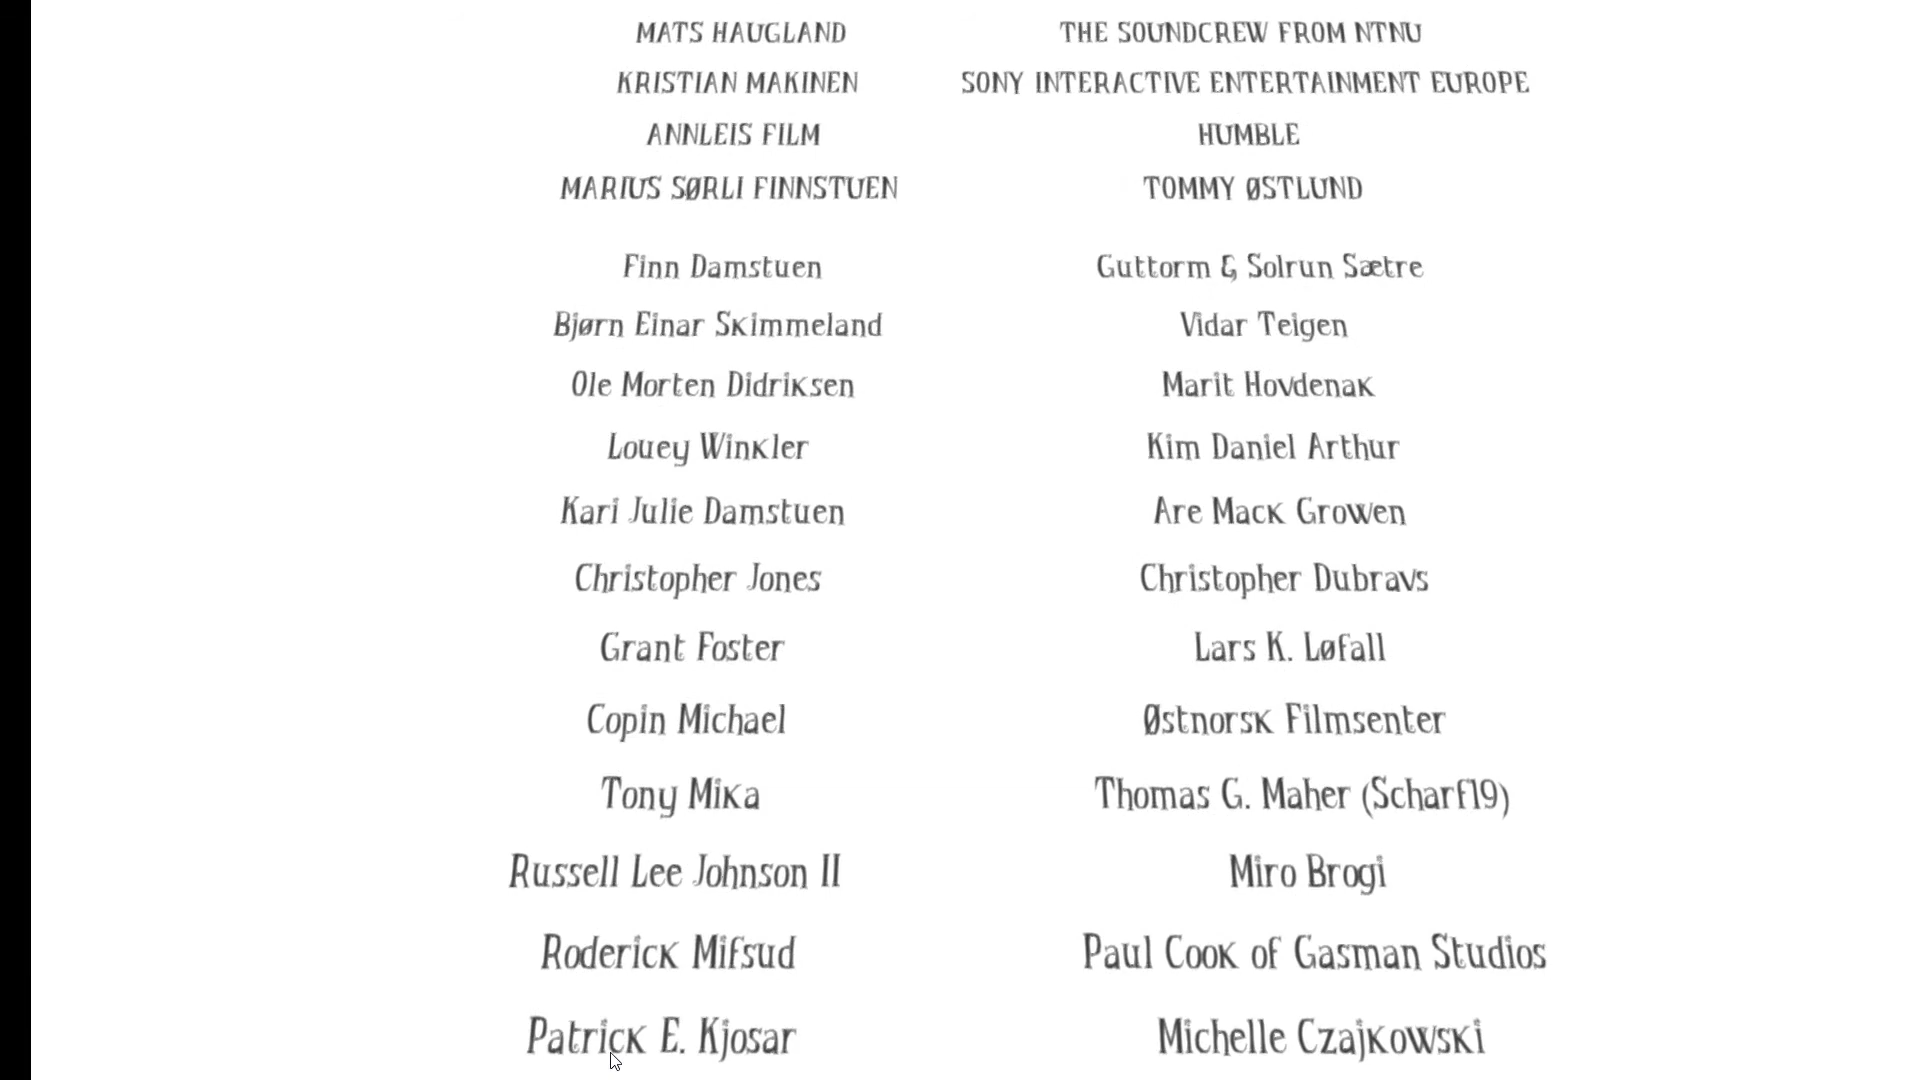 MATS HAUGLAND
THE SOUNDCREW FROM NTNU
KRISTIAN MAKINEN
SONY INTERACTIVE ENTERTAINMENT EUROPE
ANNLEIS FILM
HUMBLE
MARIUS SØRLI FINNSTUEN
TOMMY ØSTLUND
Finn Damstuen
Guttorm & Solrun Sætre
Bjørn Einar Skimmeland
Vidar Teigen
Ole Morten Didriksen
Marit Hovdenak
Louey Winkler
Kim Daniel Arthur
Kari Julie Damstuen
Are Mack Growen
Christopher Jones
Christopher Dubravs
Grant Foster
Lars K. Løfall
Copin Michael
Østnorsk Filmsenter
Tony Mika
Thomas G. Maher (Scharf19)
Russell Lee Johnson II
Miro Brogi
Roderick Mifsud
Paul Cook of Gasman Studios
Patrick E. Kjosar
Michelle Czajkowski